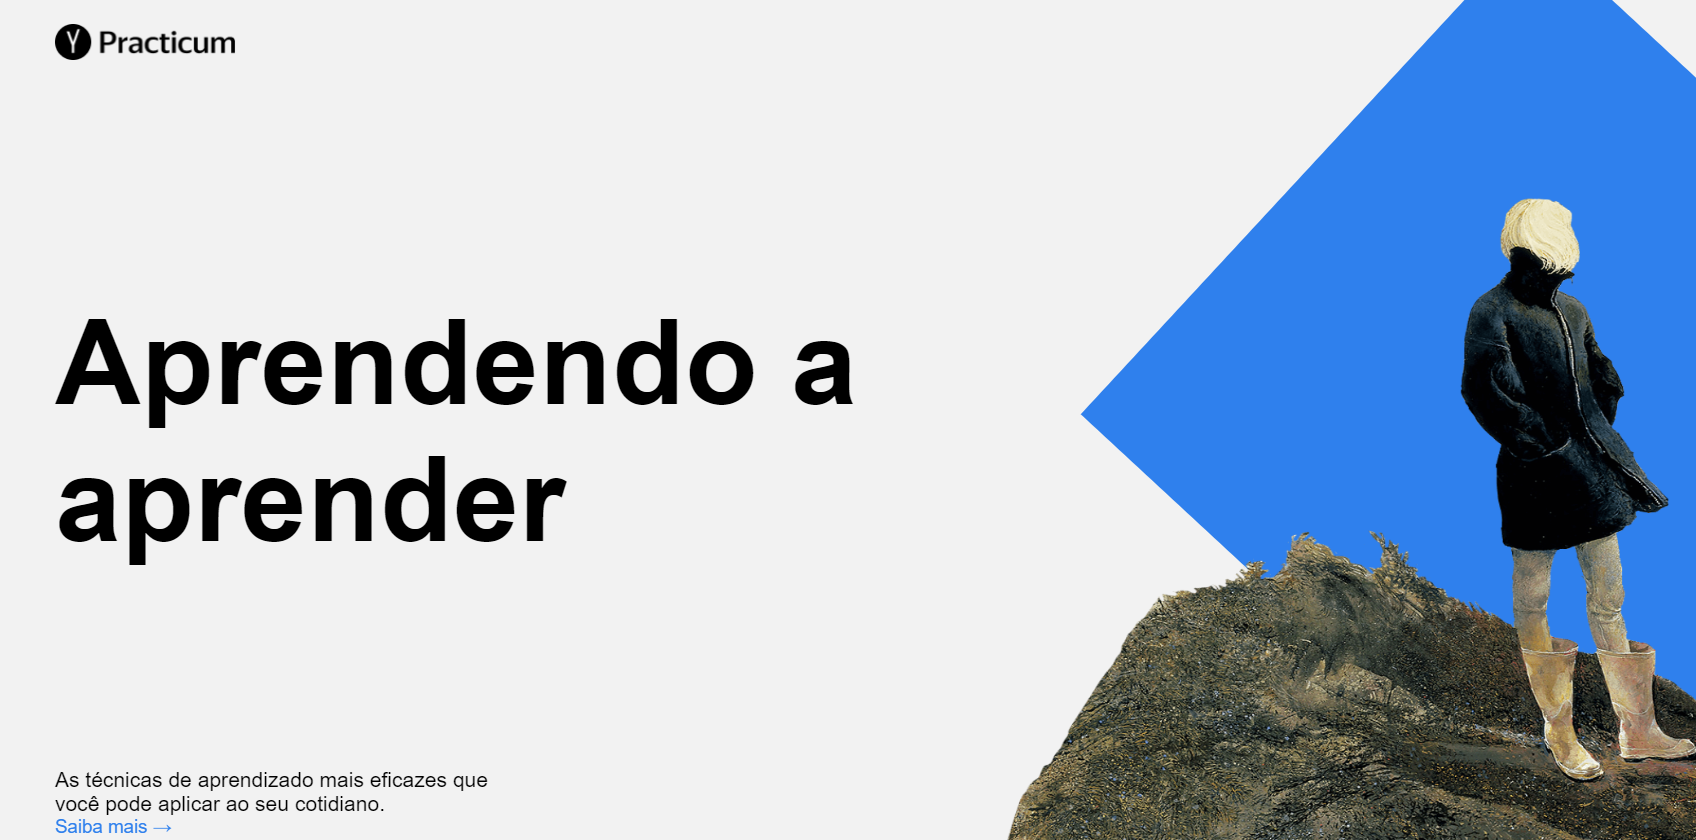 Practicum
Aprendendo a
aprender
As técnicas de aprendizado mais eficazes que
você pode aplicar ao seu cotidiano.
Saiba mais →